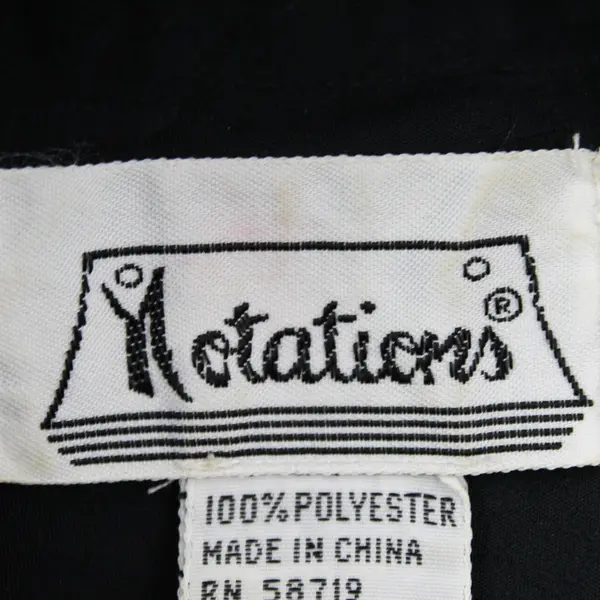 Notations®
100% POLYESTER
MADE IN CHINA
RN 58719